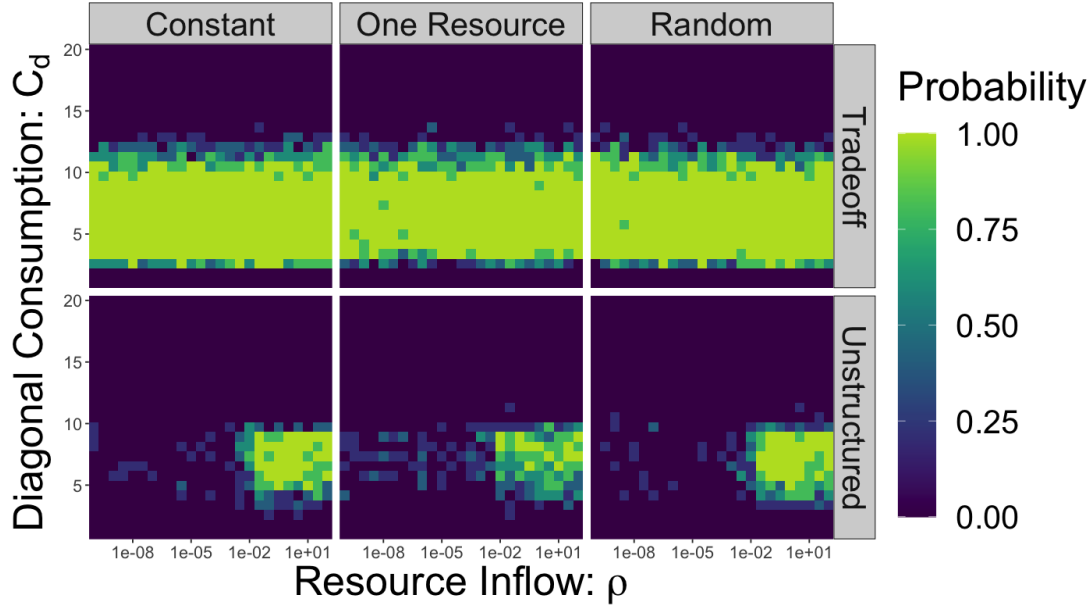 Constant One Resource Random
Diagonal Consumption: C_d
20
15
10
5
Tradeoff
20
15
10
5
Unstructured
1e-08 1e-05 1e-02 1e+01 1e-08 1e-05 1e-02 1e+01 1e-08 1e-05 1e-02 1e+01
Resource Inflow: ρ
Probability
1.00
0.75
0.50
0.25
0.00